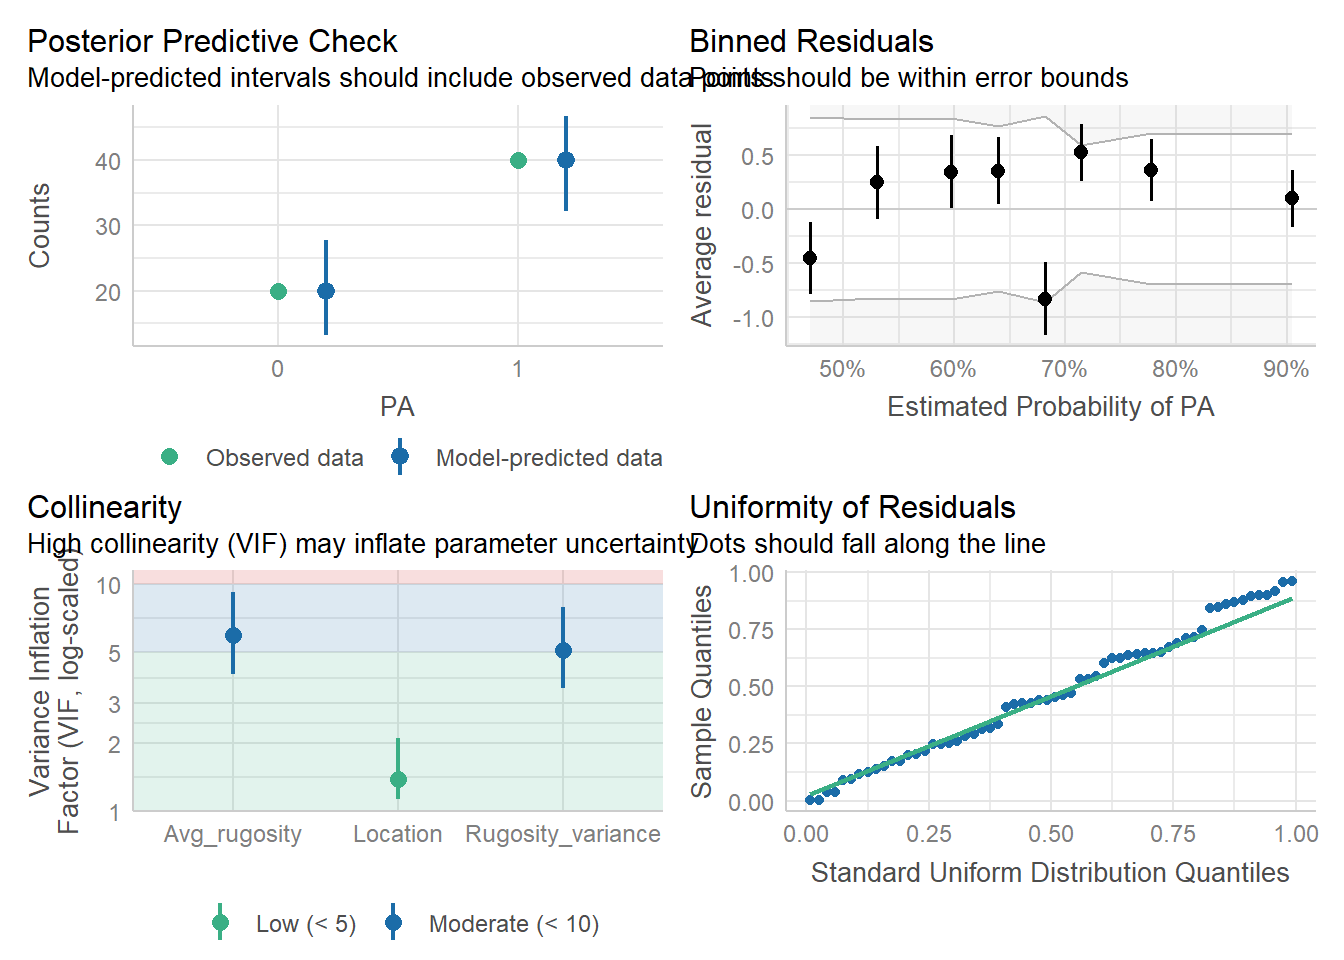 Posterior Predictive Check
Model-predicted intervals should include observed data points
Counts
40
30
20
0
1
PA
Observed data
Model-predicted data
Binned Residuals
Points should be within error bounds
Average residual
0.5
0.0
-0.5
-1.0
50%
60%
70%
80%
90%
Estimated Probability of PA
Collinearity
High collinearity (VIF) may inflate parameter uncertainty
Variance Inflation
Factor (VIF, log-scaled)
10
5
3
2
1
Avg_rugosity
Location
Rugosity_variance
Low (< 5)
Moderate (< 10)
Uniformity of Residuals
Dots should fall along the line
Sample Quantiles
1.00
0.75
0.50
0.25
0.00
0.00
0.25
0.50
0.75
1.00
Standard Uniform Distribution Quantiles